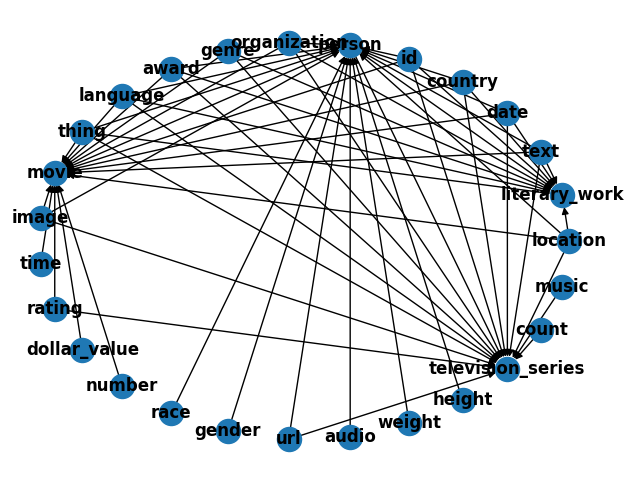 organization
person
genre
id
award
country
language
date
thing
text
movie
literary_work
image
location
time
music
rating
count
dollar_value
television_series
number
height
race
weight
gender
audio
url